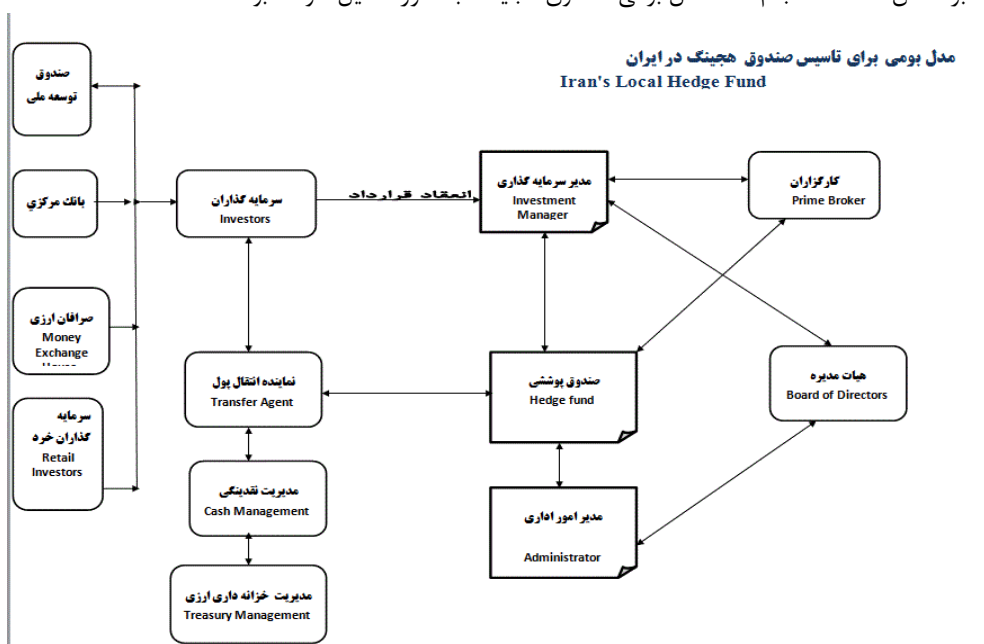 مدل بومی برای تاسیس صندوق هجینگ در ایران
Iran's Local Hedge Fund
صندوق
توسعه ملی
بانك مركزي
صرافان ارزی
Money
Exchange
سرمایه
گذاران خرد
Retail
Investors
سرمایه گذاران
Investors
انعقاد قرارداد
مدیر سرمایه گذاری
Investment
Manager
کارگزاران
Prime Broker
نماینده انتقال پول
Transfer Agent
صندوق پوششی
Hedge fund
هیات مدیره
Board of Directors
مدیریت نقدینگی
Cash Management
مدیر امور اداری
Administrator
مدیریت خزانه داری ارزی
Treasury Management